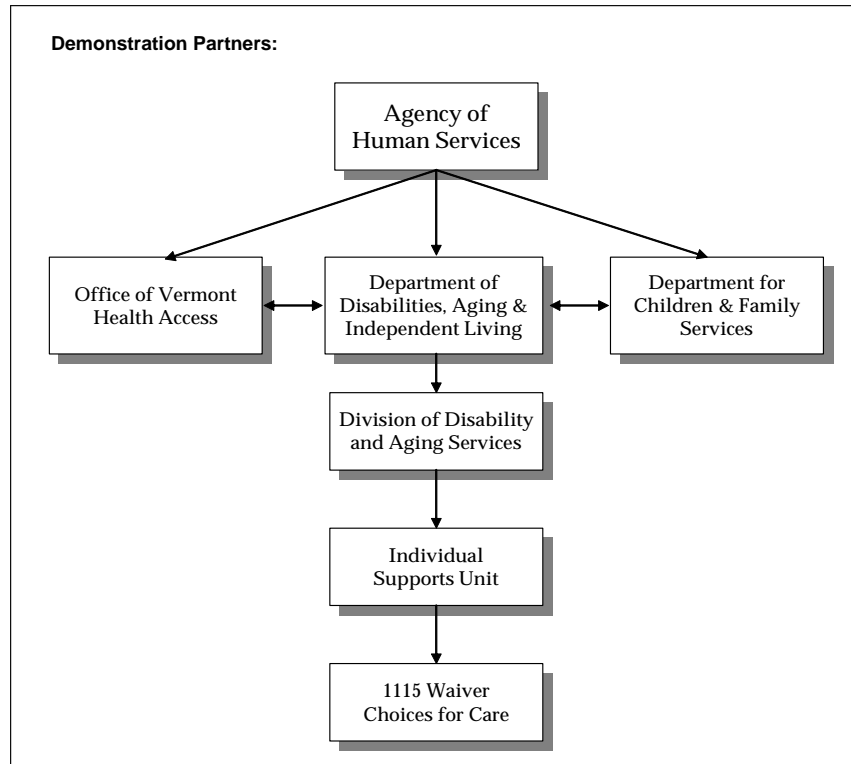 Demonstration Partners:
Agency of
Human Services
Office of Vermont
Health Access
Department of
Disabilities, Aging &
Independent Living
Department for
Children & Family
Services
Division of Disability
and Aging Services
Individual
Supports Unit
1115 Waiver
Choices for Care